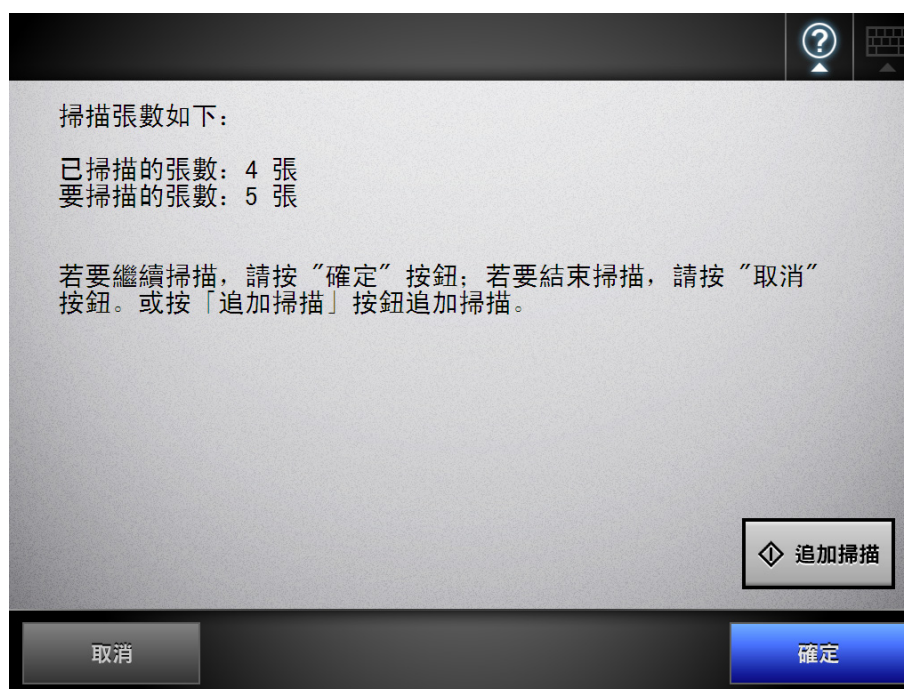 ?
掃描張數如下:
已掃描的張數: 4 張
要掃描的張數: 5 張
若要繼續掃描, 請按 "確定" 按鈕; 若要結束掃描, 請按 "取消"
按鈕。或按「追加掃描」按鈕追加掃描。
追加掃描
取消
確定